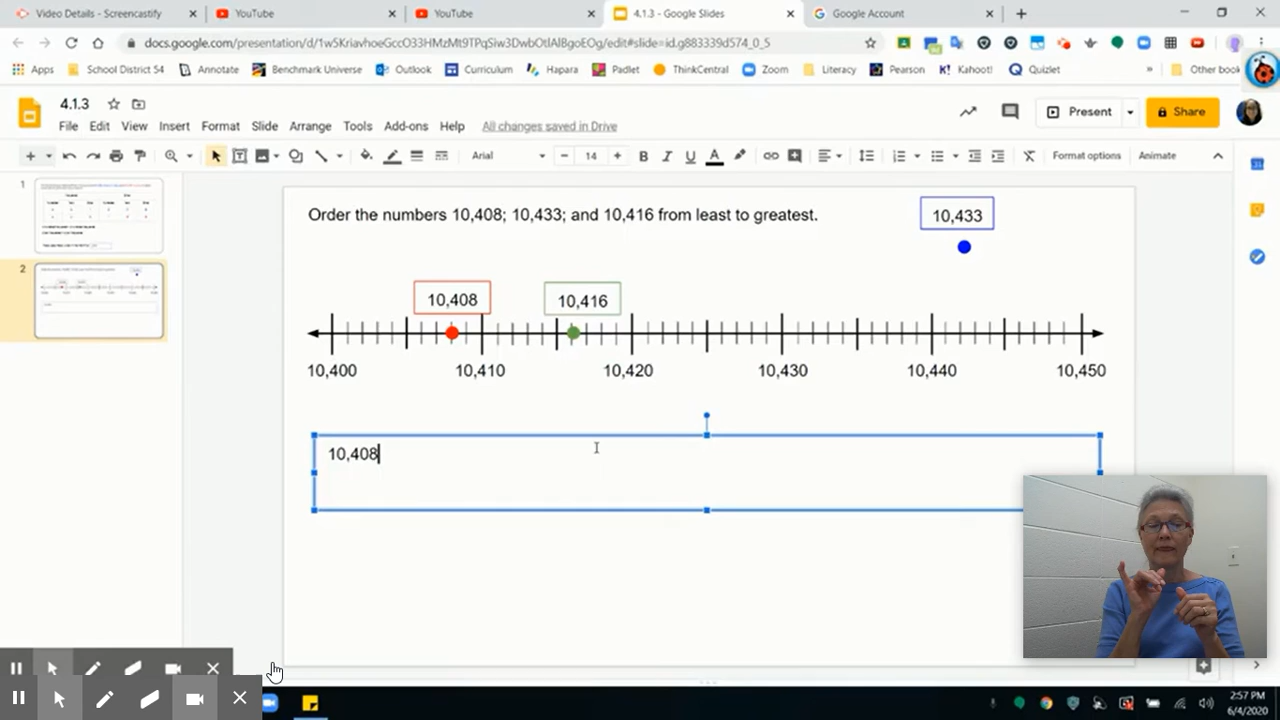 Video Details - Screencastify
YouTube
YouTube
4.1.3 - Google Slides
Google Account
docs.google.com/presentation/d/1w5KriavhoeGccO33HMzMt9TPqSiw3DwbOtlAlBgoEOg/edit#slide=id.g883339d574_0_5
Apps School District 54 Annotate Benchmark Universe Outlook Curriculum Hapara Padlet ThinkCentral Zoom Literacy Pearson Kahoot! Quizlet » Other book
4.1.3
Present
Share
File Edit View Insert Format Slide Arrange Tools Add-ons Help All changes saved in Drive
Arial
14
B I U A
Format options
Animate
1
2
Order the numbers 10,408; 10,433; and 10,416 from least to greatest.
10,433
10,408
10,416
10,400 10,410 10,420 10,430 10,440 10,450
10,408
2:57 PM
6/4/2020